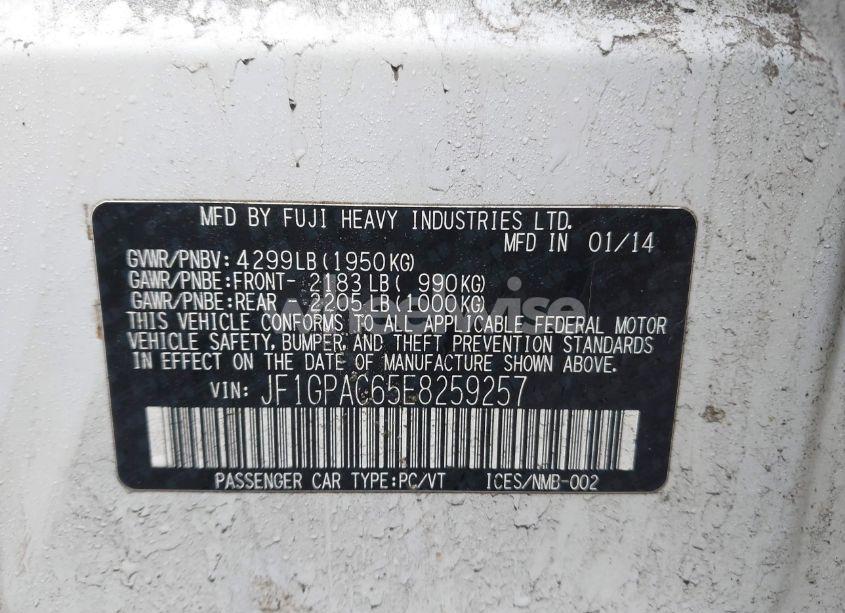 MFD BY FUJI HEAVY INDUSTRIES LTD.
MFD IN 01/14
GVWR/PNBV: 4299LB(1950KG)
GAWR/PNBE:FRONT- 2183LB( 990KG)
GAWR/PNBE:REAR - 2205LB(1000KG)
THIS VEHICLE CONFORMS TO ALL APPLICABLE FEDERAL MOTOR
VEHICLE SAFETY, BUMPER, AND THEFT PREVENTION STANDARDS
IN EFFECT ON THE DATE OF MANUFACTURE SHOWN ABOVE.
VIN: JF1GPAC65E8259257
PASSENGER CAR TYPE:PC/VT ICES/NMB-002
wheelwise